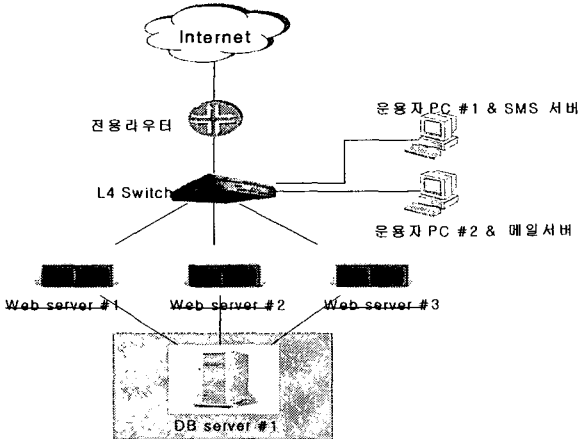 Internet
운용자 PC #1 & SMS 서버
전용라우터
L4 Switch
운용자 PC #2 & 메일서버
Web server #1
Web server #2
Web server #3
DB server #1